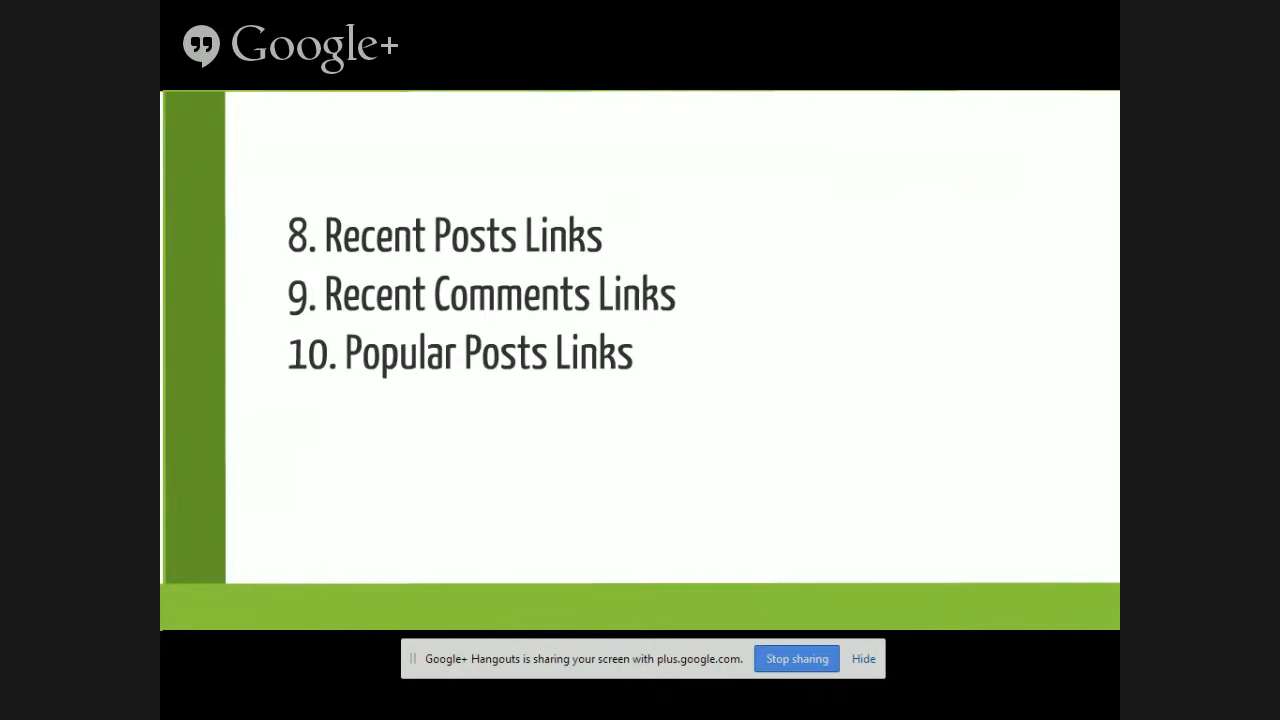 Google+
8. Recent Posts Links
9. Recent Comments Links
10. Popular Posts Links
Google+ Hangouts is sharing your screen with plus.google.com. Stop sharing Hide